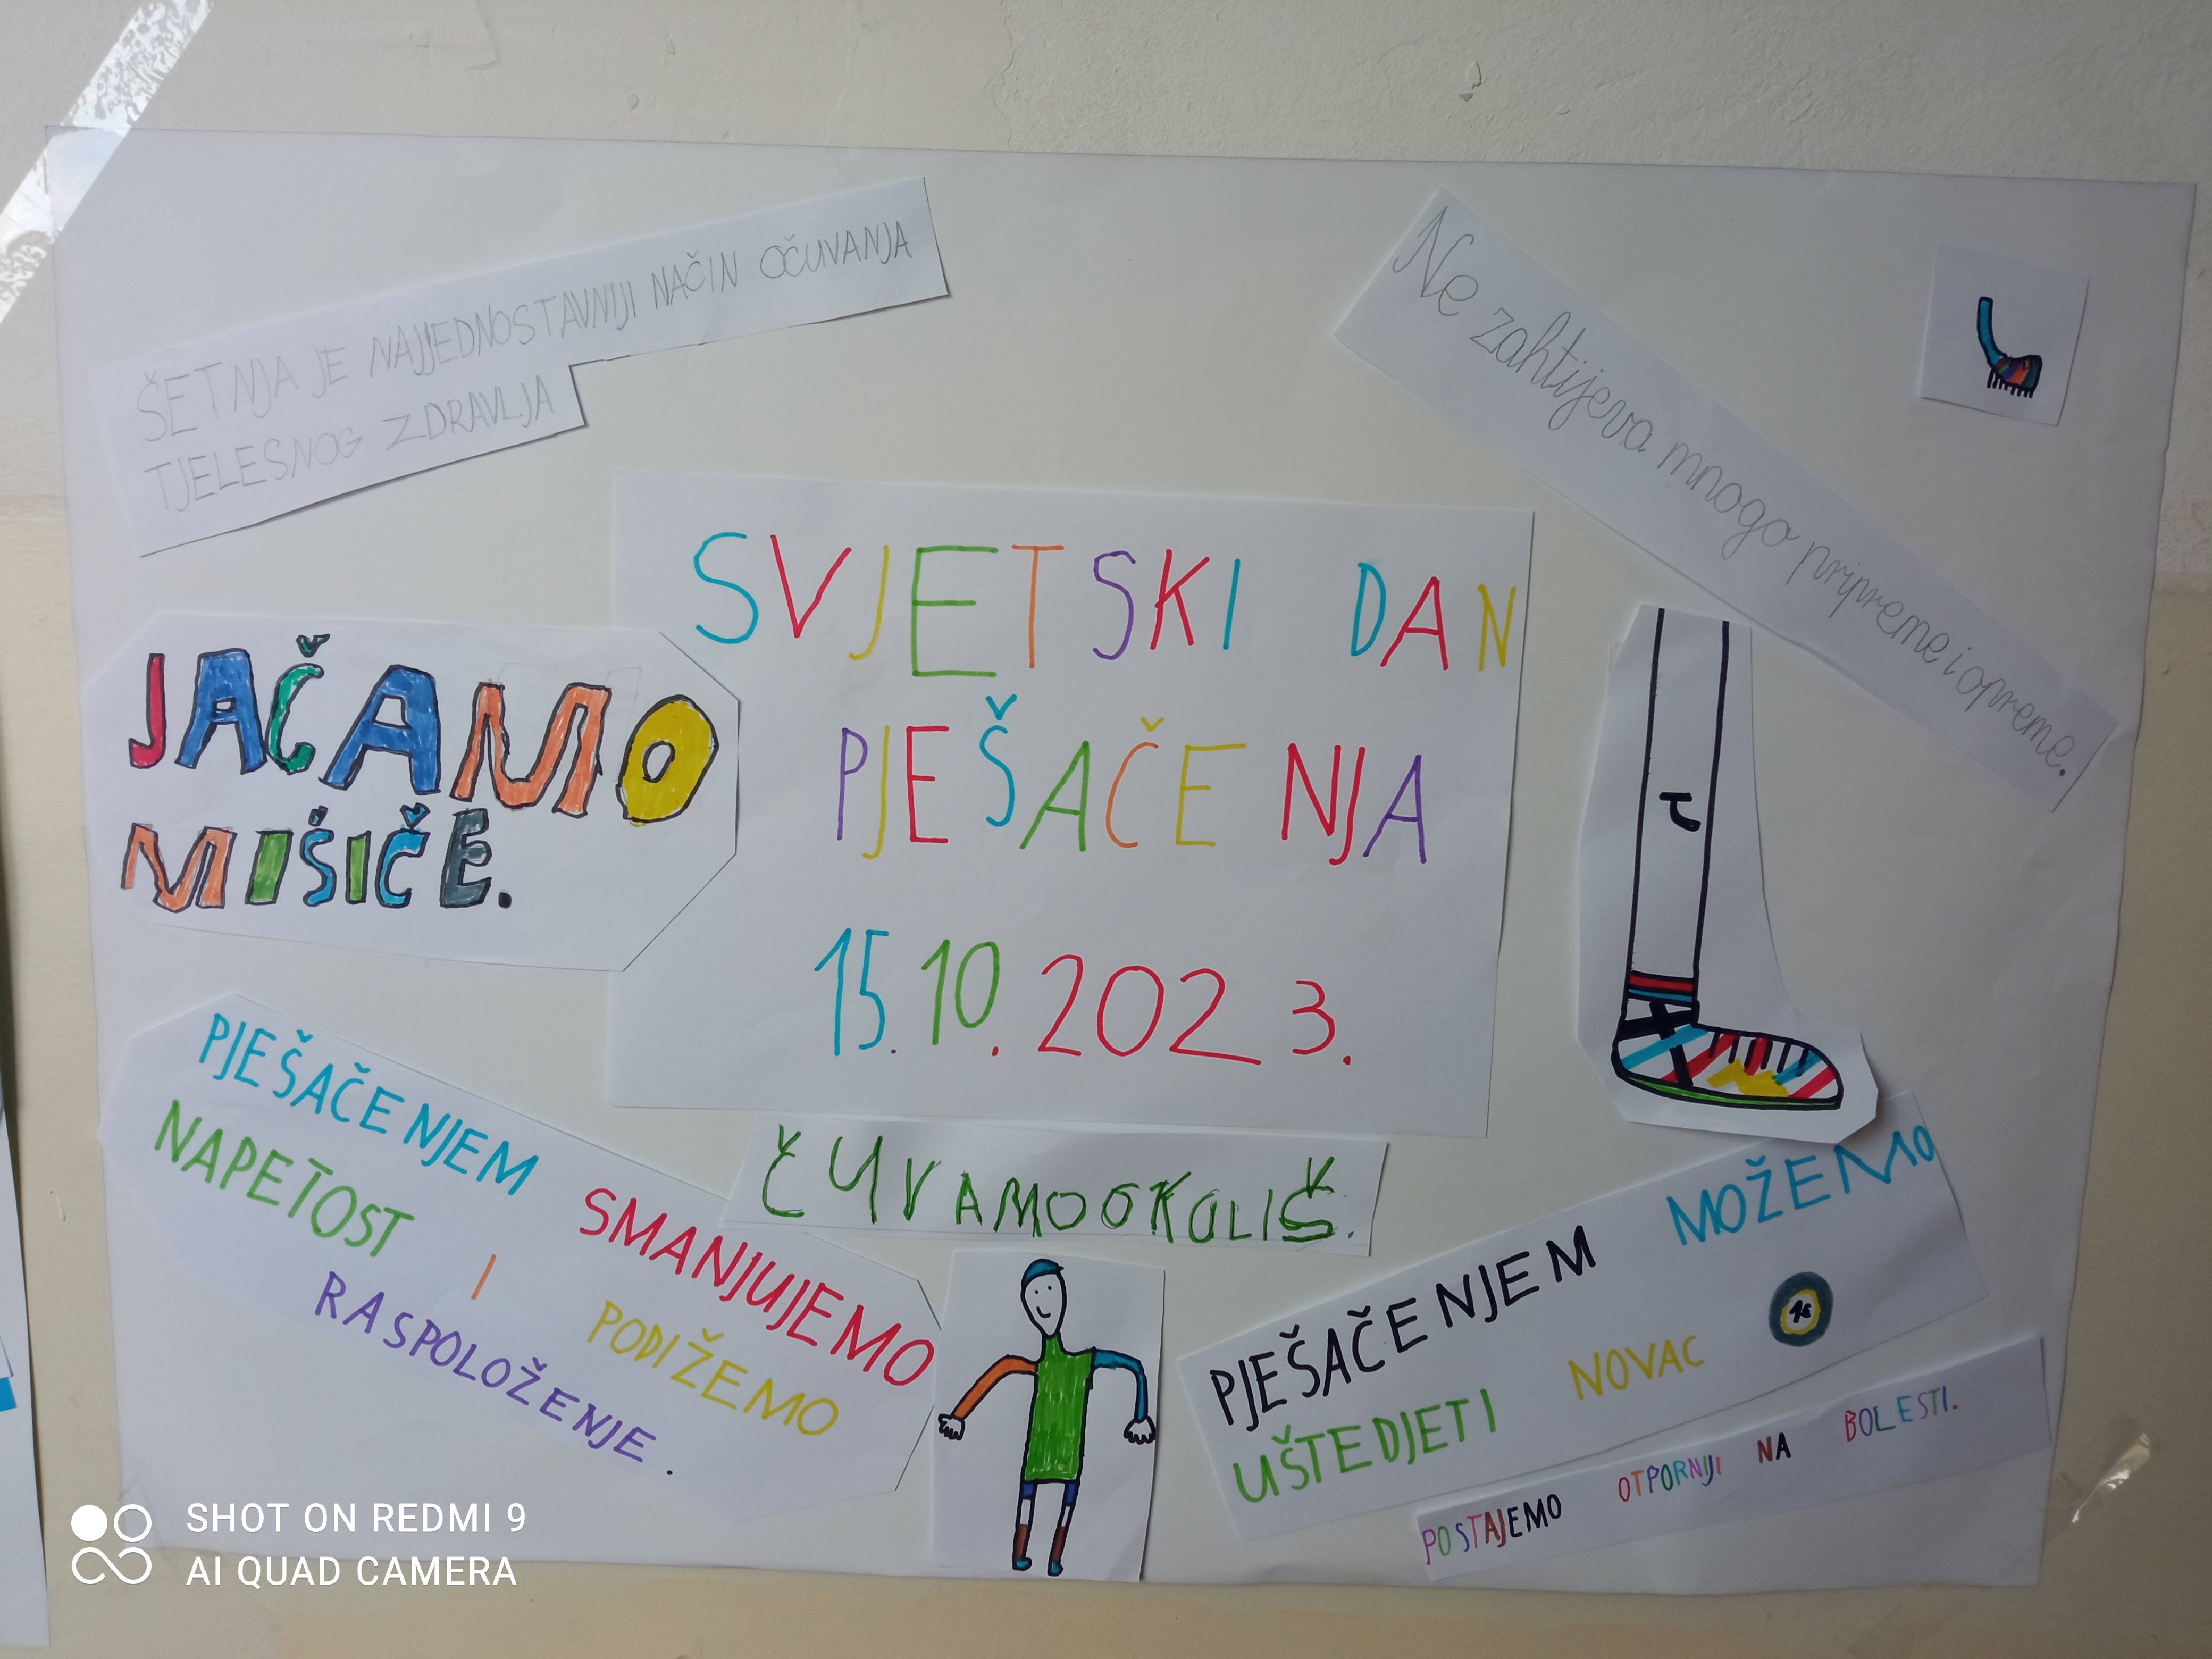 ŠETNJA JE NAJJEDNOSTAVNIJI NAČIN OČUVANJA
TJELESNOG ZDRAVLJA
Ne zahtijeva mnogo pripreme i opreme.
SVJETSKI DAN
PJEŠAČENJA
15.10.2023.
JAČAMO
MIŠIČE.
PJEŠAČENJEM SMANJUJEMO
NAPETOST I PODIŽEMO
RASPOLOŽENJE.
ČUVAMO OKOLIŠ.
PJEŠAČENJEM MOŽEMO
UŠTEDJETI NOVAC
POSTAJEMO OTPORNIJI NA BOLESTI.
SHOT ON REDMI 9
AI QUAD CAMERA